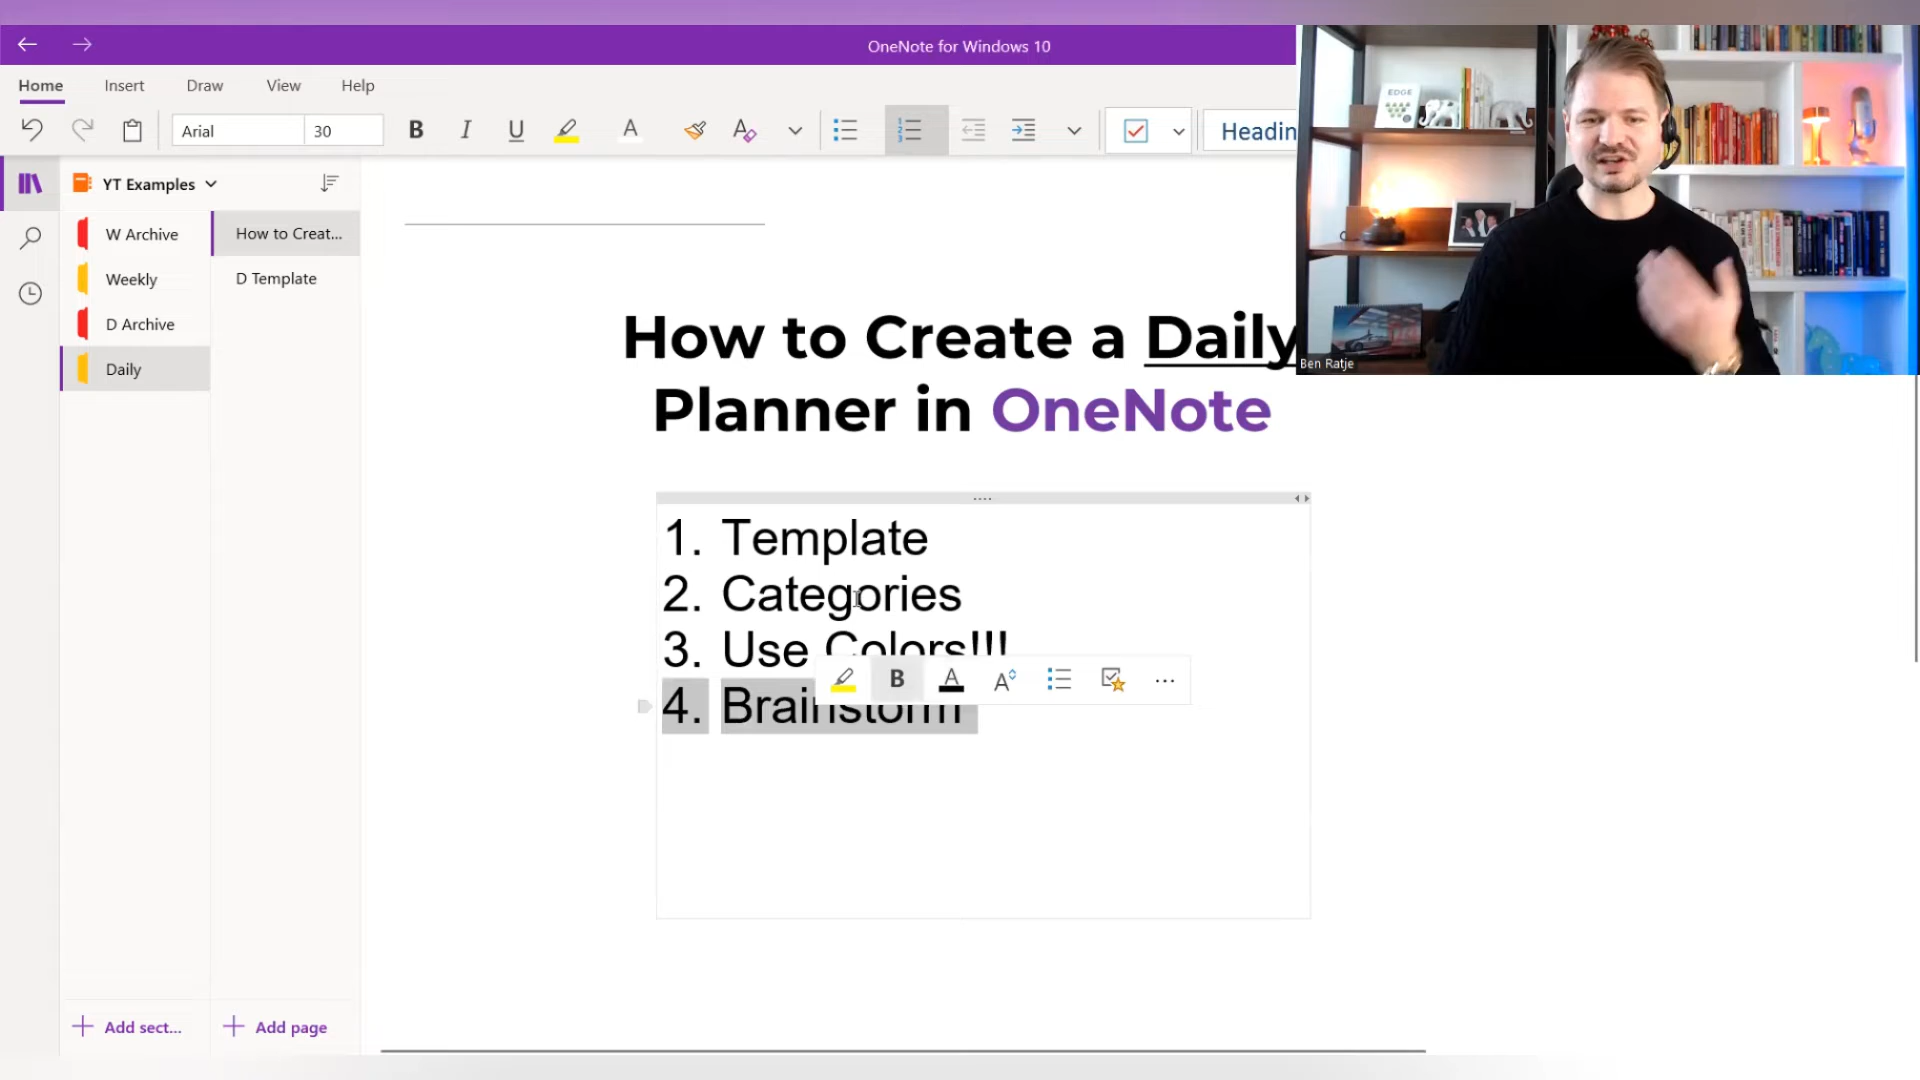 OneNote for Windows 10
Home Insert Draw View Help
Arial 30 B I U A A Headin
YT Examples
W Archive
Weekly
D Archive
Daily
How to Creat...
D Template
How to Create a Daily
Planner in OneNote
1. Template
2. Categories
3. Use Colors!!!
4. Brainstorm
B A A ...
Add sect...
Add page
EDGE
Ben Ratje